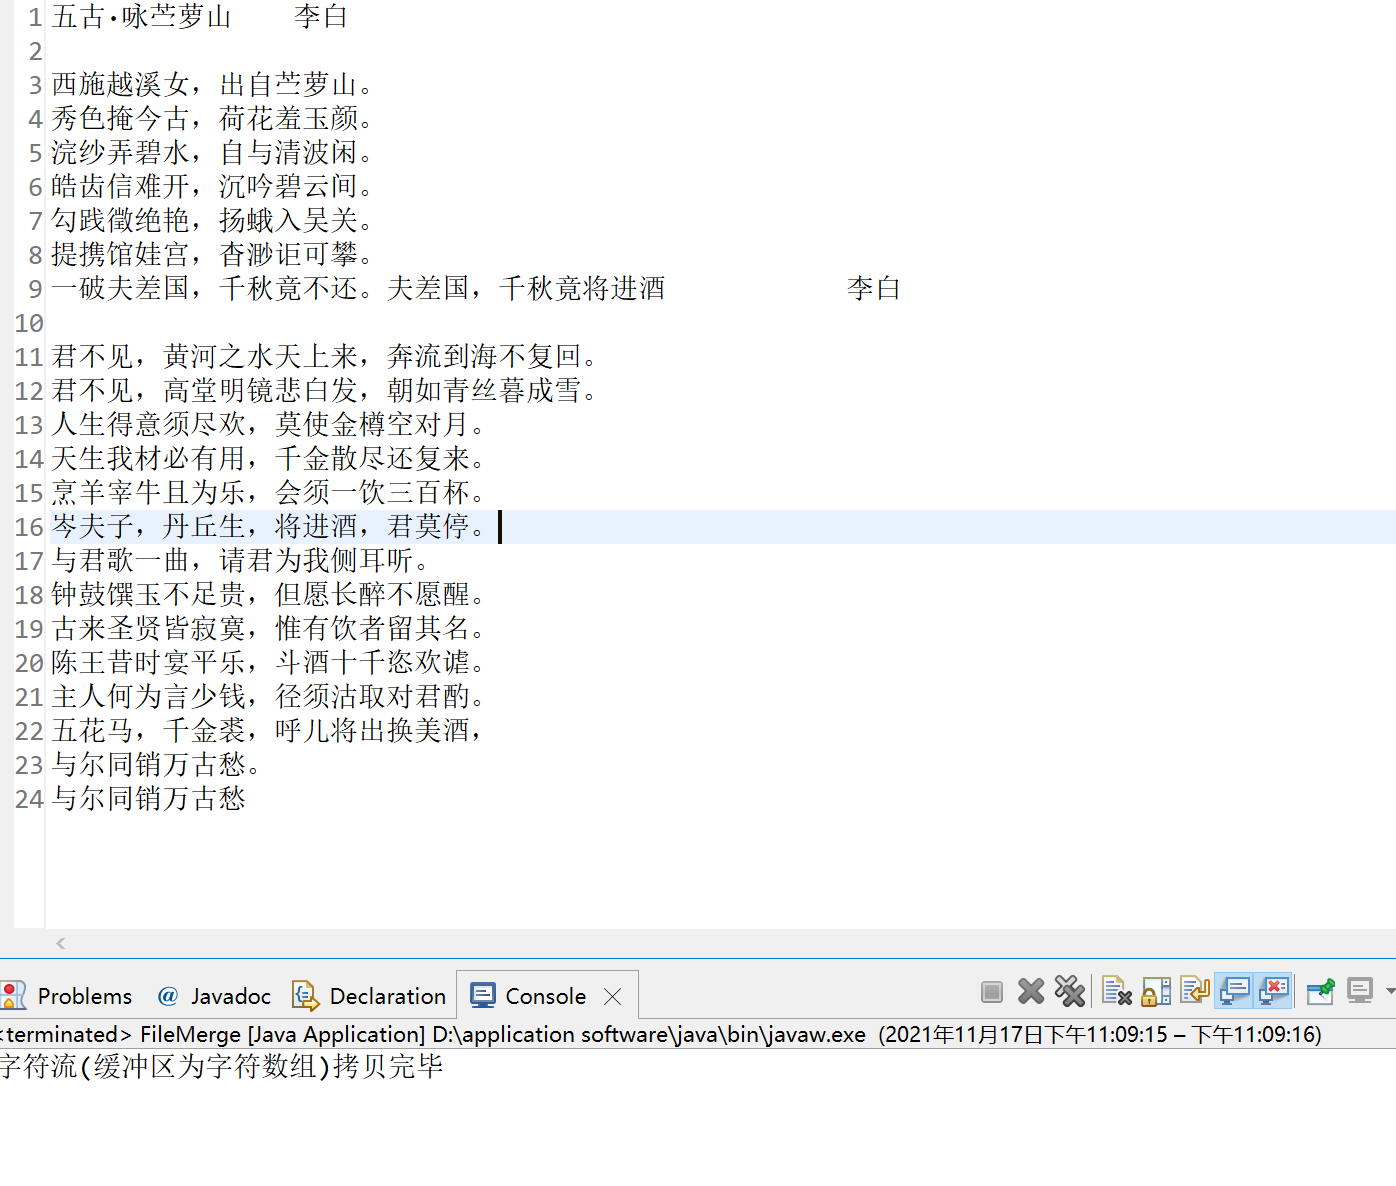 1 五古·咏苎萝山 李白
2
3 西施越溪女，出自苎萝山。
4 秀色掩今古，荷花羞玉颜。
5 浣纱弄碧水，自与清波闲。
6 皓齿信难开，沉吟碧云间。
7 勾践徵绝艳，扬蛾入吴关。
8 提携馆娃宫，杳渺讵可攀。
9 一破夫差国，千秋竟不还。夫差国，千秋竟将进酒 李白
10
11 君不见，黄河之水天上来，奔流到海不复回。
12 君不见，高堂明镜悲白发，朝如青丝暮成雪。
13 人生得意须尽欢，莫使金樽空对月。
14 天生我材必有用，千金散尽还复来。
15 烹羊宰牛且为乐，会须一饮三百杯。
16 岑夫子，丹丘生，将进酒，君莫停。
17 与君歌一曲，请君为我侧耳听。
18 钟鼓馔玉不足贵，但愿长醉不愿醒。
19 古来圣贤皆寂寞，惟有饮者留其名。
20 陈王昔时宴平乐，斗酒十千恣欢谑。
21 主人何为言少钱，径须沽取对君酌。
22 五花马，千金裘，呼儿将出换美酒，
23 与尔同销万古愁。
24 与尔同销万古愁
Problems @ Javadoc Declaration Console
<terminated> FileMerge [Java Application] D:\application software\java\bin\javaw.exe (2021年11月17日下午11:09:15 – 下午11:09:16)
字符流(缓冲区为字符数组)拷贝完毕